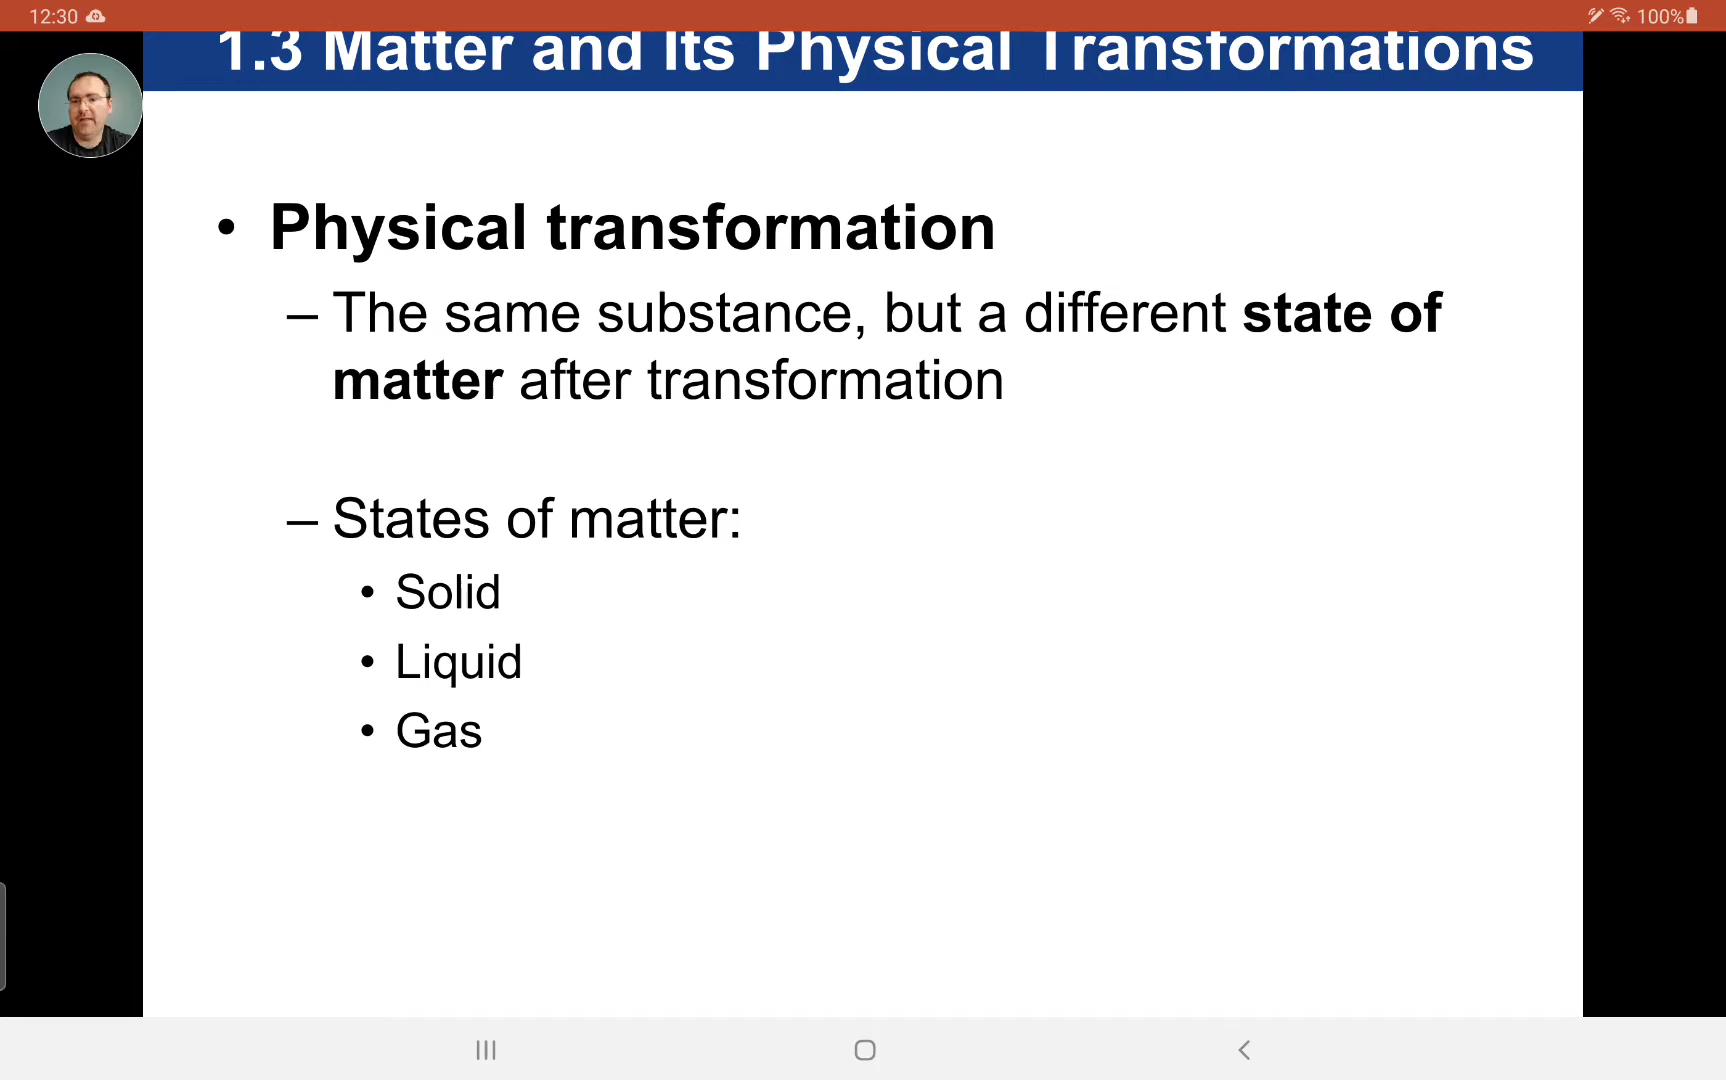 12:30
100%
1.3 Matter and Its Physical Transformations
• Physical transformation
– The same substance, but a different state of
matter after transformation
– States of matter:
• Solid
• Liquid
• Gas